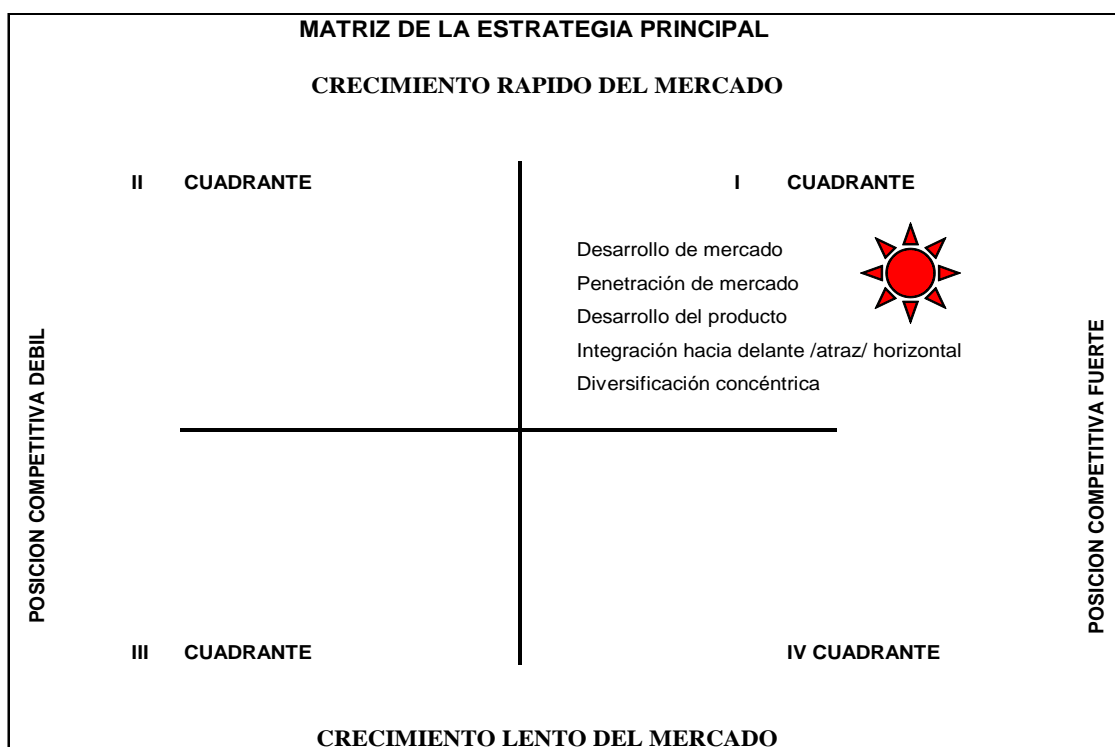 MATRIZ DE LA ESTRATEGIA PRINCIPAL
CRECIMIENTO RAPIDO DEL MERCADO
II CUADRANTE
I CUADRANTE
Desarrollo de mercado
Penetración de mercado
Desarrollo del producto
Integración hacia delante /atraz/ horizontal
Diversificación concéntrica
POSICION COMPETITIVA DEBIL
POSICION COMPETITIVA FUERTE
III CUADRANTE
IV CUADRANTE
CRECIMIENTO LENTO DEL MERCADO